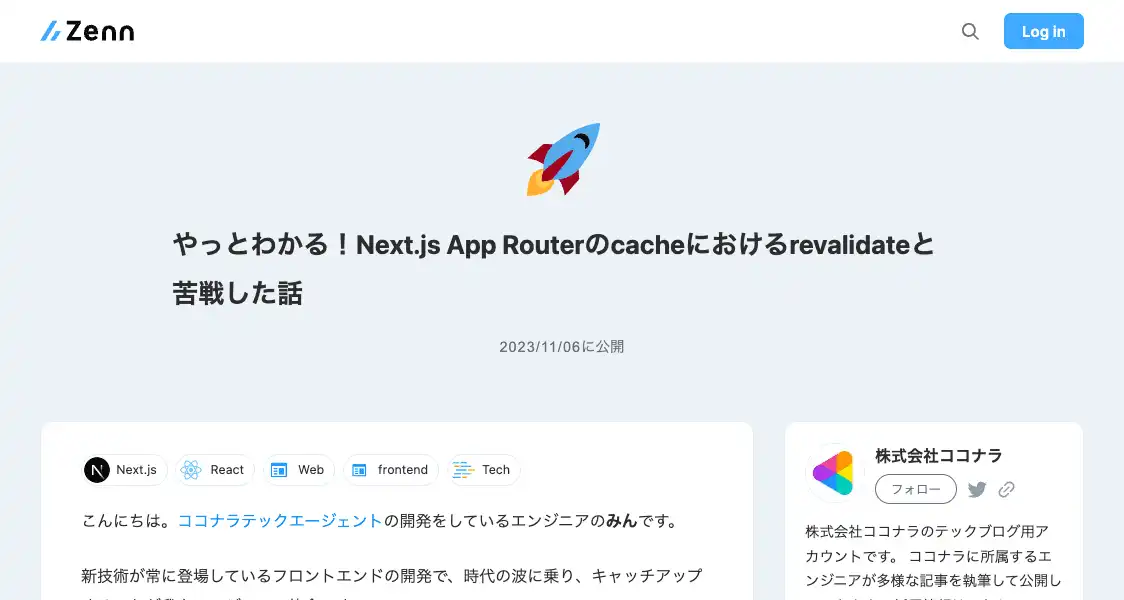 Zenn
Log in
やっとわかる！Next.js App Routerのcacheにおけるrevalidateと
苦戦した話
2023/11/06に公開
Next.js
React
Web
frontend
Tech
こんにちは。ココナラテックエージェントの開発をしているエンジニアのみんです。
新技術が常に登場しているフロントエンドの開発で、時代の波に乗り、キャッチアップ
株式会社ココナラ
フォロー
株式会社ココナラのテックブログ用ア
カウントです。 ココナラに所属するエ
ンジニアが多様な記事を執筆して公開し